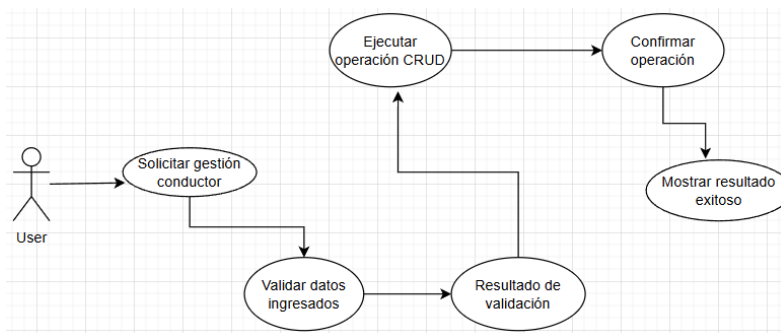 Ejecutar
operación CRUD
Confirmar
operación
Solicitar gestión
conductor
Mostrar resultado
exitoso
User
Validar datos
ingresados
Resultado de
validación